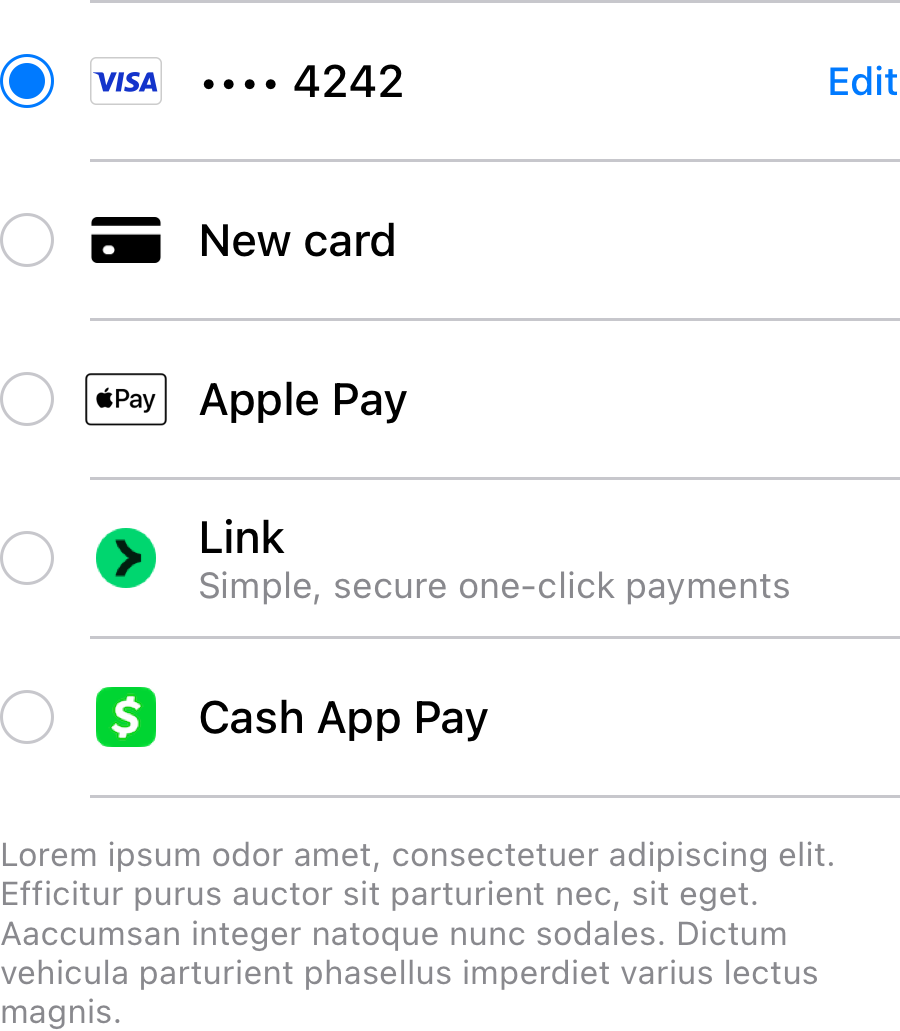 VISA •••• 4242 Edit
New card
Pay Apple Pay
Link
Simple, secure one-click payments
$ Cash App Pay
Lorem ipsum odor amet, consectetuer adipiscing elit.
Efficitur purus auctor sit parturient nec, sit eget.
Aaccumsan integer natoque nunc sodales. Dictum
vehicula parturient phasellus imperdiet varius lectus
magnis.